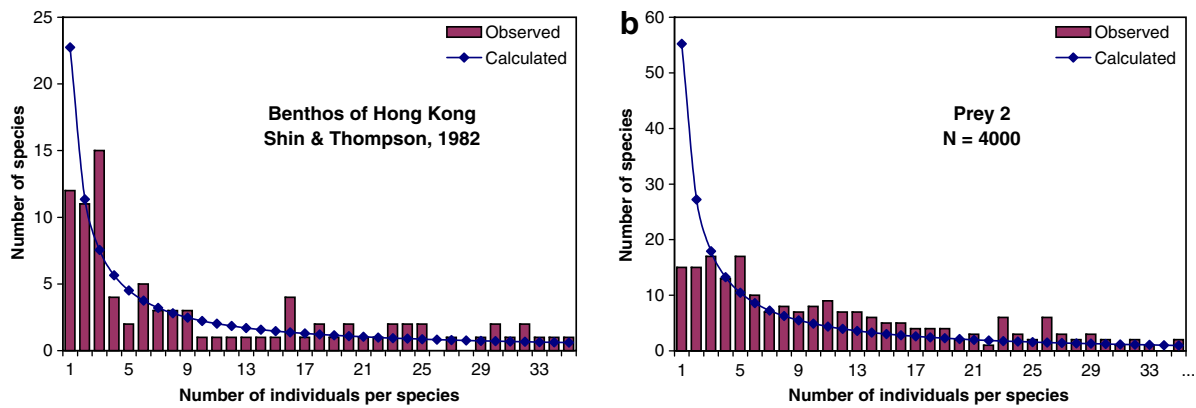 25
20
15
10
5
0
Number of species
Observed
Calculated
Benthos of Hong Kong
Shin & Thompson, 1982
1 5 9 13 17 21 25 29 33
Number of individuals per species
b
60
50
40
30
20
10
0
Number of species
Observed
Calculated
Prey 2
N = 4000
1 5 9 13 17 21 25 29 33 ...
Number of individuals per species